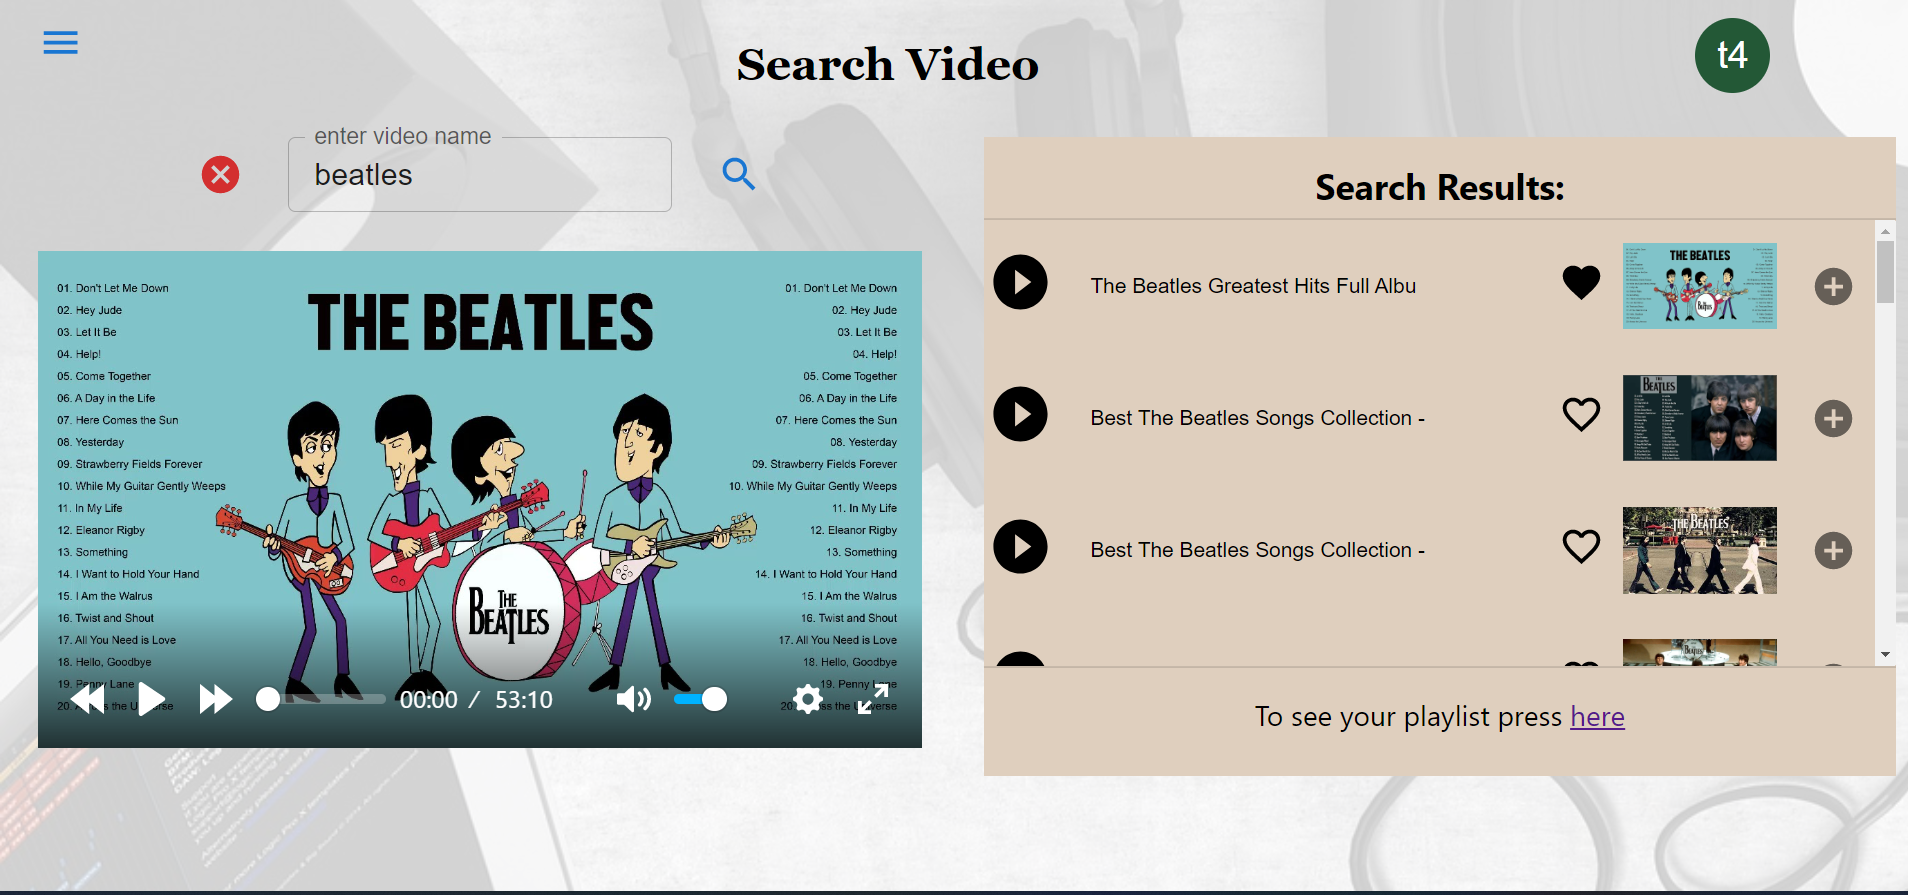 Search Video
t4
enter video name
beatles
THE BEATLES
01. Don't Let Me Down
02. Hey Jude
03. Let It Be
04. Help!
05. Come Together
06. A Day in the Life
07. Here Comes the Sun
08. Yesterday
09. Strawberry Fields Forever
10. While My Guitar Gently Weeps
11. In My Life
12. Eleanor Rigby
13. Something
14. I Want to Hold Your Hand
15. I Am the Walrus
16. Twist and Shout
17. All You Need is Love
18. Hello, Goodbye
19. Penny Lane
20.
01. Don't Let Me Down
02. Hey Jude
03. Let It Be
04. Help!
05. Come Together
06. A Day in the Life
07. Here Comes the Sun
08. Yesterday
09. Strawberry Fields Forever
10. While My Guitar Gently Weeps
11. In My Life
12. Eleanor Rigby
13. Something
14. I Want to Hold Your Hand
15. I Am the Walrus
16. Twist and Shout
17. All You Need is Love
18. Hello, Goodbye
19. Penny Lane
20.
THE
BEATLES
00:00 / 53:10
Search Results:
The Beatles Greatest Hits Full Albu
THE BEATLES
Best The Beatles Songs Collection -
BEATLES
Best The Beatles Songs Collection -
THE BEATLES
To see your playlist press here